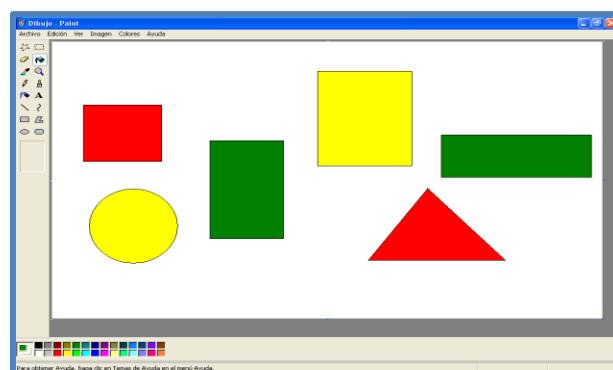 Dibuje - Paint
Archivo Edición Ver Imagen Colores Ayuda
A
Para obtener Ayuda, haga clic en Temas de Ayuda en el menú Ayuda.